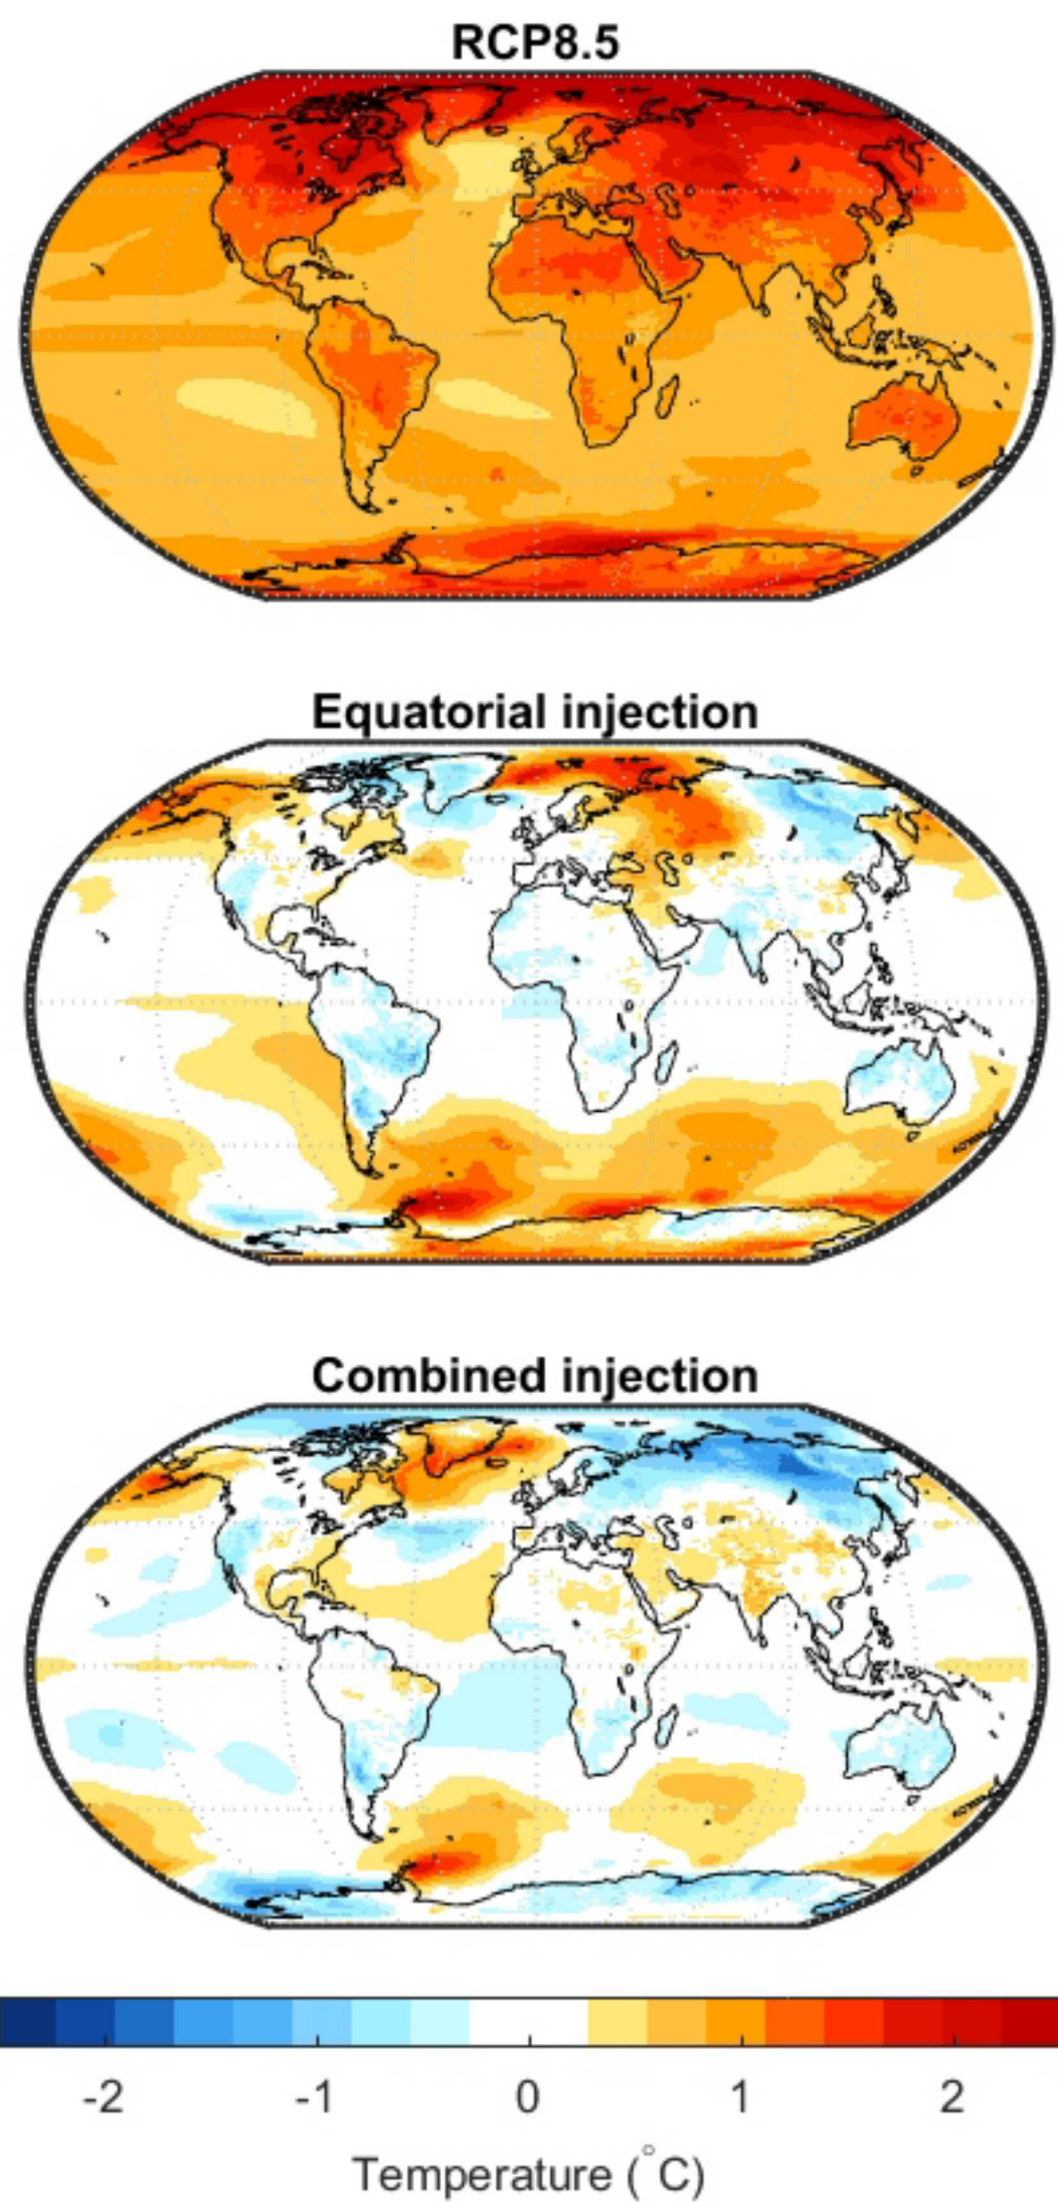 RCP8.5
Equatorial injection
Combined injection
-2 -1 0 1 2
Temperature (°C)